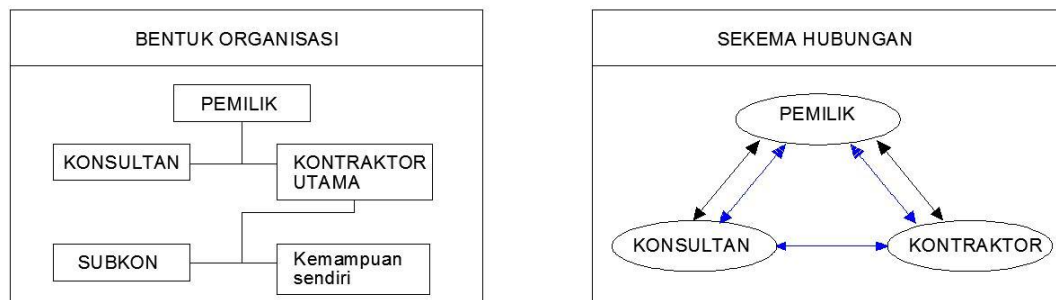 BENTUK ORGANISASI
PEMILIK
KONSULTAN
KONTRAKTOR
UTAMA
SUBKON
Kemampuan
sendiri
SEKEMA HUBUNGAN
PEMILIK
KONSULTAN
KONTRAKTOR